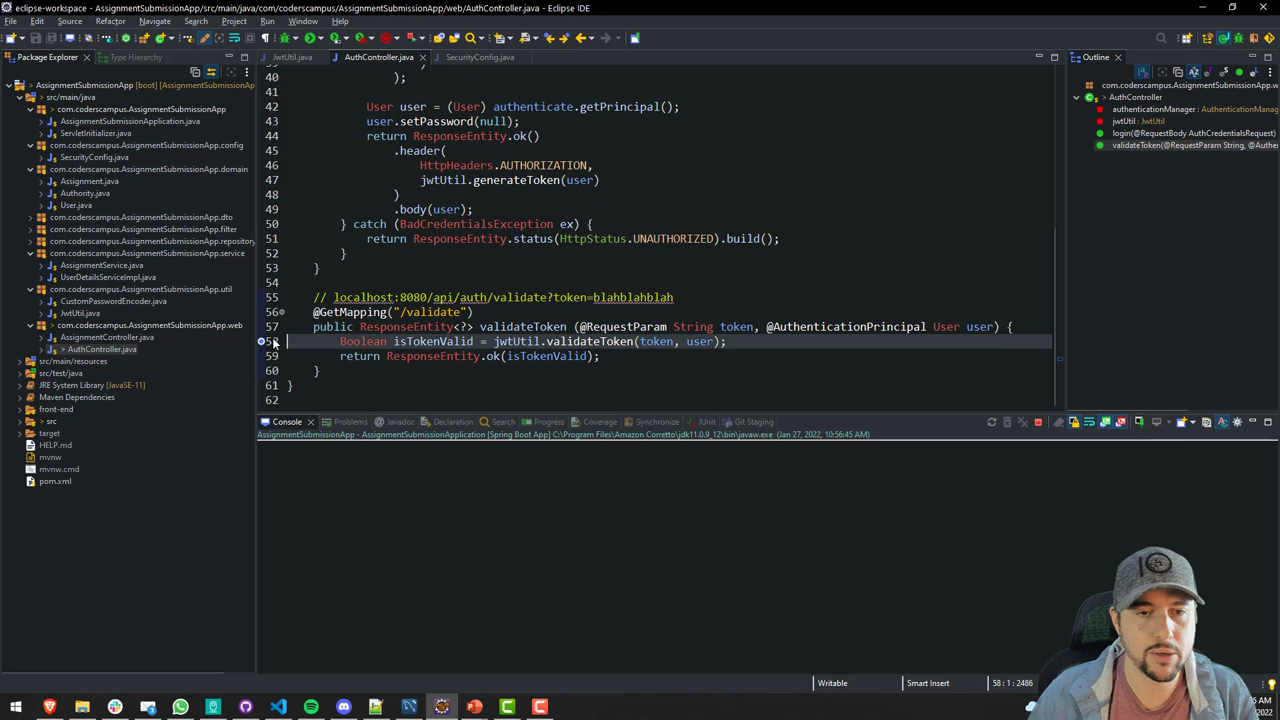 eclipse-workspace - AssignmentSubmissionApp/src/main/java/com/coderscampus/AssignmentSubmissionApp/web/AuthController.java - Eclipse IDE
File Edit Source Refactor Navigate Search Project Run Window Help
Package Explorer
Type Hierarchy
JwtUtil.java
AuthController.java
SecurityConfig.java
Outline
AssignmentSubmissionApp [boot] [AssignmentSubmissionApp
src/main/java
com.coderscampus.AssignmentSubmissionApp
AssignmentSubmissionApplication.java
ServletInitializer.java
com.coderscampus.AssignmentSubmissionApp.config
SecurityConfig.java
com.coderscampus.AssignmentSubmissionApp.domain
Assignment.java
Authority.java
User.java
com.coderscampus.AssignmentSubmissionApp.dto
com.coderscampus.AssignmentSubmissionApp.filter
com.coderscampus.AssignmentSubmissionApp.repository
com.coderscampus.AssignmentSubmissionApp.service
AssignmentService.java
UserDetailsServiceImpl.java
com.coderscampus.AssignmentSubmissionApp.util
CustomPasswordEncoder.java
JwtUtil.java
com.coderscampus.AssignmentSubmissionApp.web
AssignmentController.java
> AuthController.java
src/main/resources
src/test/java
JRE System Library [JavaSE-11]
Maven Dependencies
front-end
> src
target
HELP.md
mvnw
mvnw.cmd
pom.xml
40 );
41
42 User user = (User) authenticate.getPrincipal();
43 user.setPassword(null);
44 return ResponseEntity.ok()
45 .header(
46 HttpHeaders.AUTHORIZATION,
47 jwtUtil.generateToken(user)
48 )
49 .body(user);
50 } catch (BadCredentialsException ex) {
51 return ResponseEntity.status(HttpStatus.UNAUTHORIZED).build();
52 }
53 }
54
55 // localhost:8080/api/auth/validate?token=blahblahblah
56 @GetMapping("/validate")
57 public ResponseEntity<?> validateToken (@RequestParam String token, @AuthenticationPrincipal User user) {
58 Boolean isTokenValid = jwtUtil.validateToken(token, user);
59 return ResponseEntity.ok(isTokenValid);
60 }
61 }
62
com.coderscampus.AssignmentSubmissionApp.w
> AuthController
authenticationManager : AuthenticationManag
jwtUtil : JwtUtil
login(@RequestBody AuthCredentialsRequest)
validateToken(@RequestParam String, @Authe
Console Problems Javadoc Declaration Search Progress Coverage Synchronize JUnit Git Staging
AssignmentSubmissionApp - AssignmentSubmissionApplication [Spring Boot App] C:\Program Files\Amazon Corretto\jdk11.0.9_12\bin\javaw.exe (Jan 27, 2022, 10:56:45 AM)
Writable
Smart Insert
58 : 1 : 2486